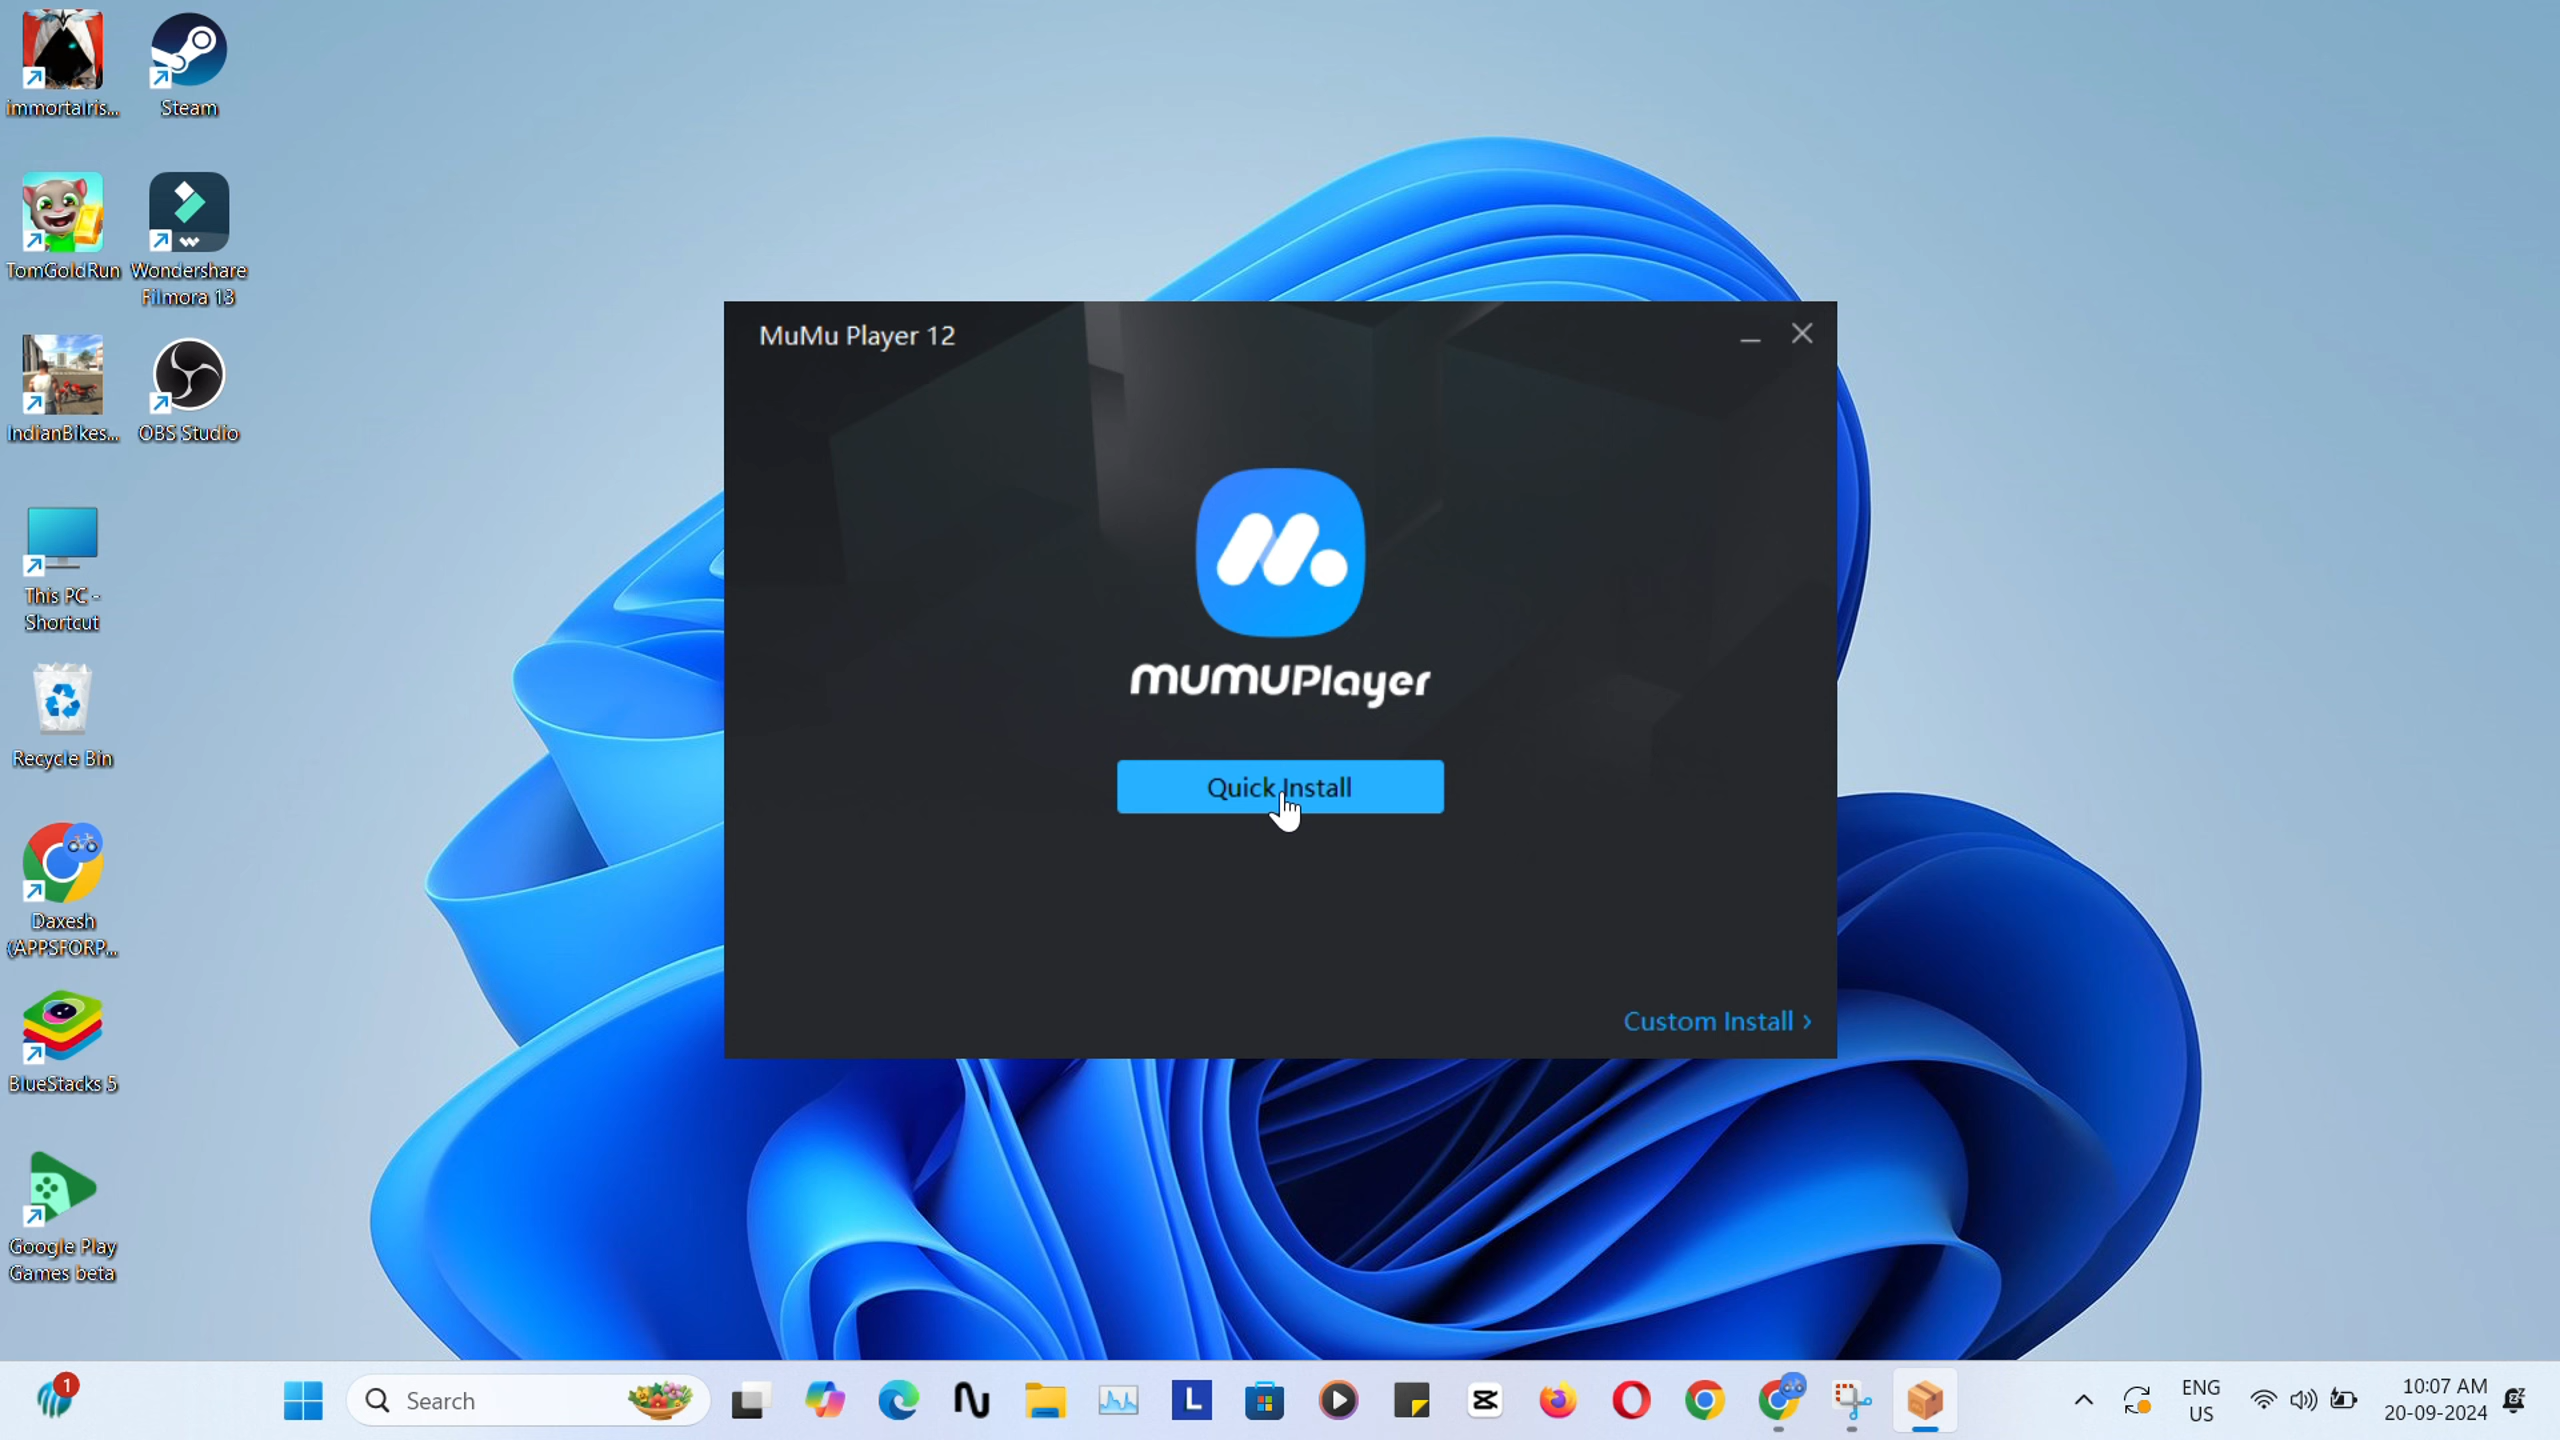 immortalris...
Steam
TomGoldRun
Wondershare
Filmora 13
IndianBikes...
OBS Studio
This PC -
Shortcut
Recycle Bin
Daxesh
(APPSFORP...
BlueStacks 5
Google Play
Games beta
MuMu Player 12
MUMUPlayer
Quick Install
Custom Install >
1
Search
L
ENG
US
10:07 AM
20-09-2024